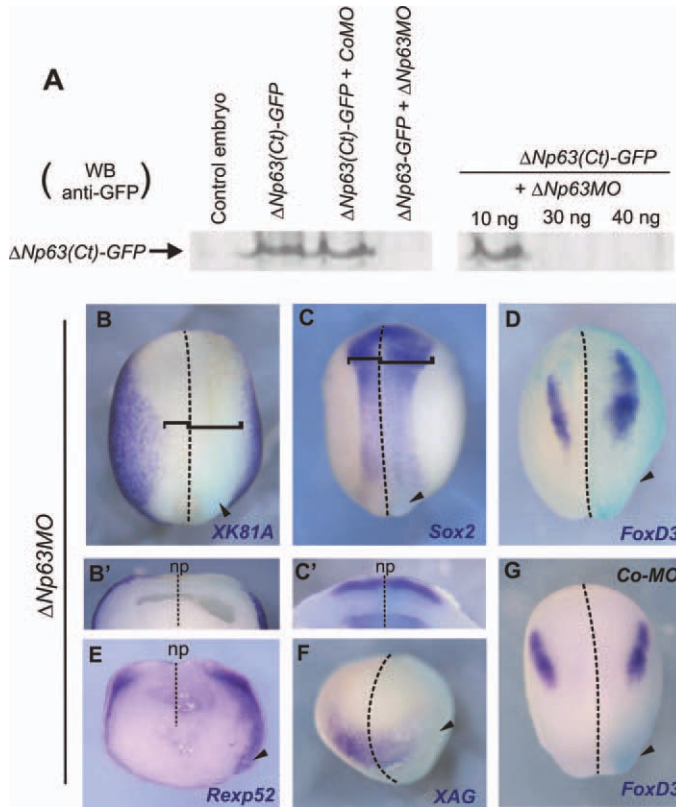 A
( WB
anti-GFP )
Control embryo
ΔNp63(Ct)-GFP
ΔNp63(Ct)-GFP + CoMO
ΔNp63-GFP + ΔNp63MO
ΔNp63(Ct)-GFP
+ ΔNp63MO
10 ng 30 ng 40 ng
ΔNp63(Ct)-GFP
ΔNp63MO
B
XK81A
C
Sox2
D
FoxD3
B' np
C' np
G Co-MO
FoxD3
E np
Rexp52
F
XAG